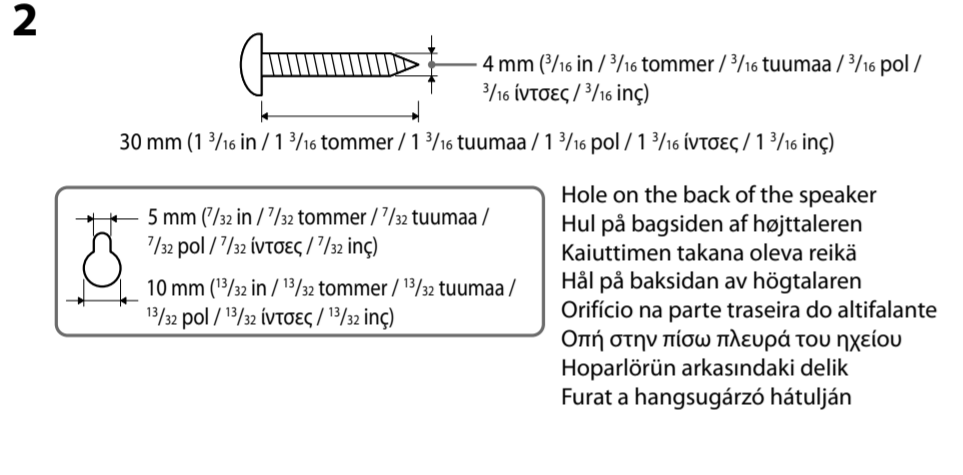 2
4 mm (3/16 in / 3/16 tommer / 3/16 tuumaa / 3/16 pol /
3/16 ίντσες / 3/16 inç)
30 mm (1 3/16 in / 1 3/16 tommer / 1 3/16 tuumaa / 1 3/16 pol / 1 3/16 ίντσες / 1 3/16 inç)
5 mm (7/32 in / 7/32 tommer / 7/32 tuumaa /
7/32 pol / 7/32 ίντσες / 7/32 inç)
10 mm (13/32 in / 13/32 tommer / 13/32 tuumaa /
13/32 pol / 13/32 ίντσες / 13/32 inç)
Hole on the back of the speaker
Hul på bagsiden af højttaleren
Kaiuttimen takana oleva reikä
Hål på baksidan av högtalaren
Orifício na parte traseira do altifalante
Οπή στην πίσω πλευρά του ηχείου
Hoparlörün arkasındaki delik
Furat a hangsugárzó hátulján